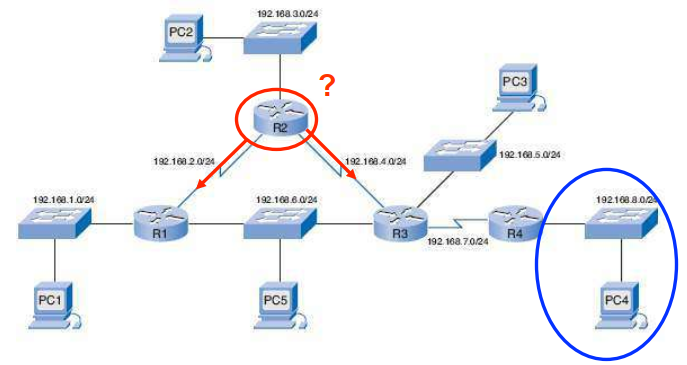 192.168.3.0/24
PC2
?
PC3
R2
192.168.2.0/24
192.168.4.0/24
192.168.5.0/24
192.168.1.0/24
192.168.6.0/24
192.168.8.0/24
R1
R3
192.168.7.0/24
R4
PC1
PC5
PC4